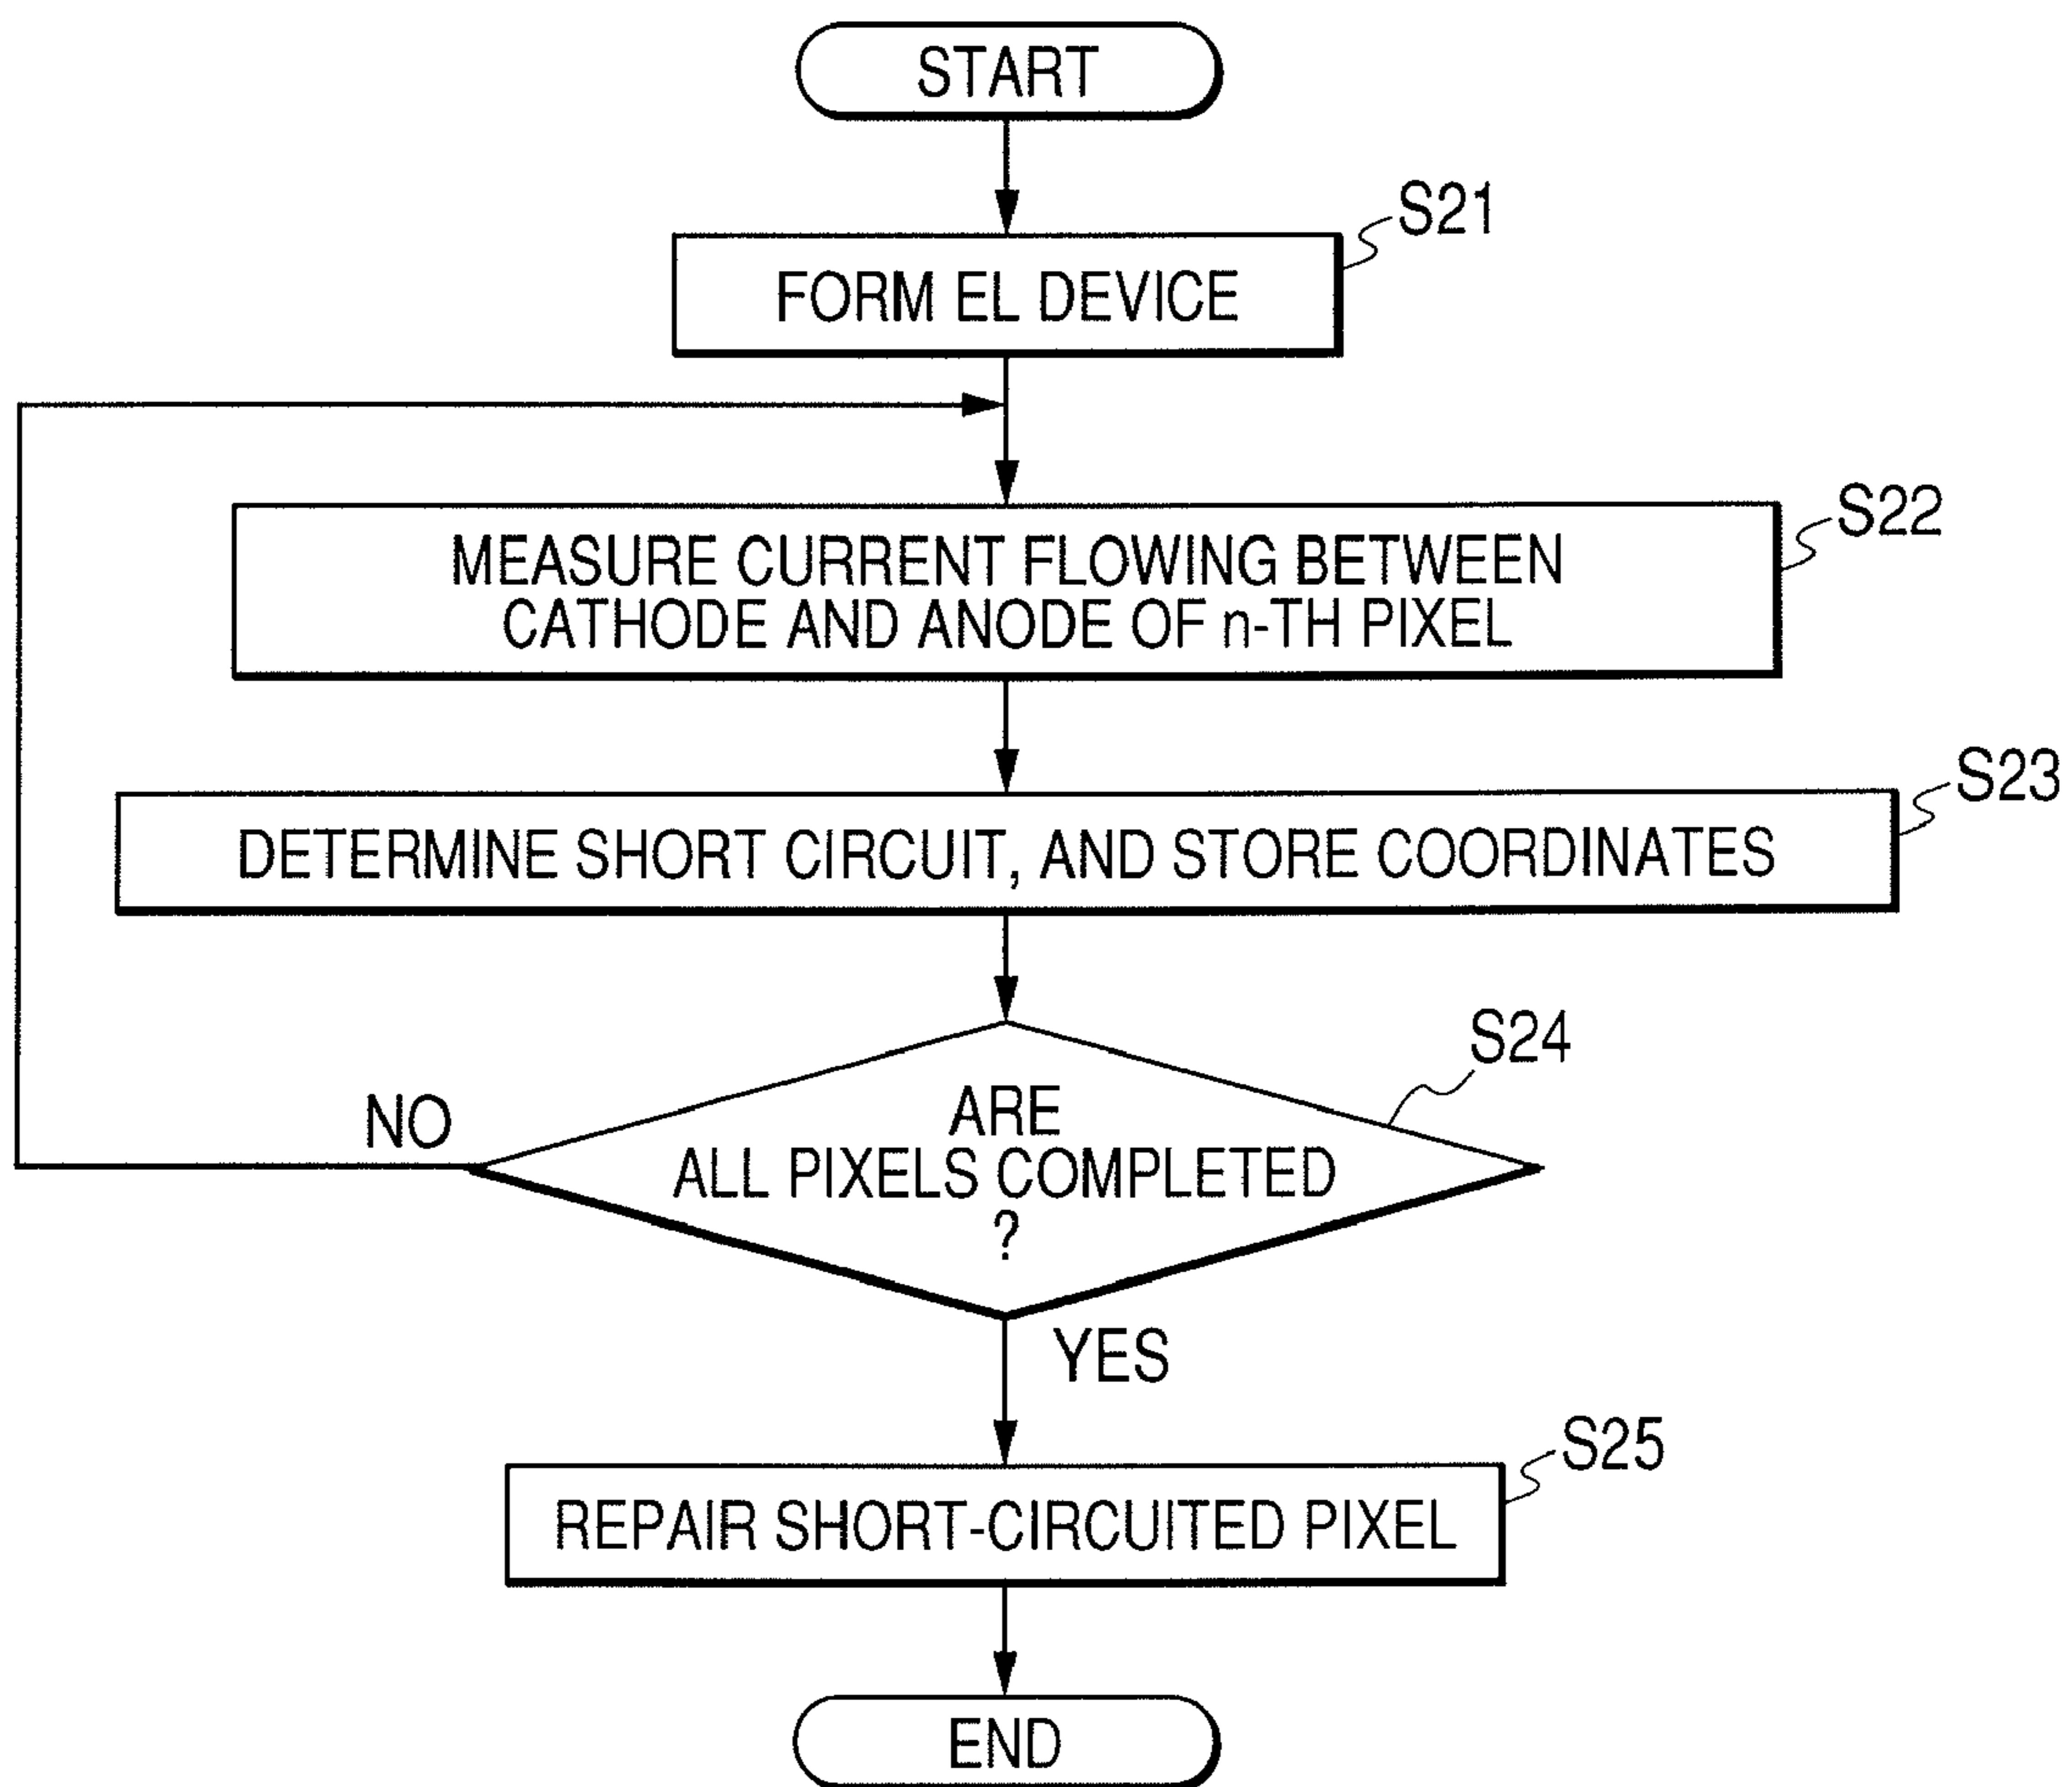 START
S21
FORM EL DEVICE
S22
MEASURE CURRENT FLOWING BETWEEN
CATHODE AND ANODE OF n-TH PIXEL
S23
DETERMINE SHORT CIRCUIT, AND STORE COORDINATES
S24
NO
ARE
ALL PIXELS COMPLETED
?
YES
S25
REPAIR SHORT-CIRCUITED PIXEL
END